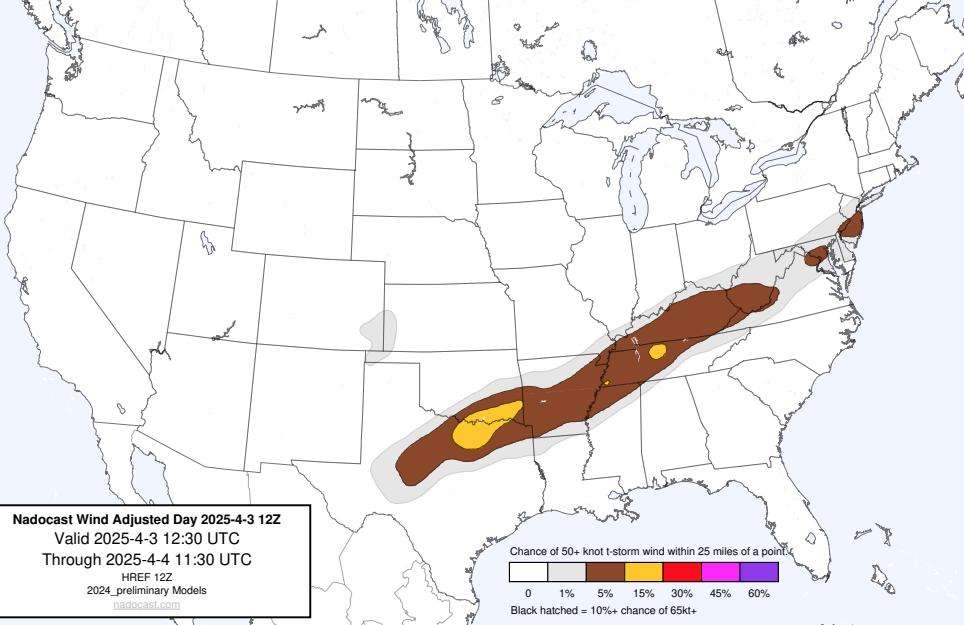 Nadocast Wind Adjusted Day 2025-4-3 12Z
Valid 2025-4-3 12:30 UTC
Through 2025-4-4 11:30 UTC
HREF 12Z
2024_preliminary Models
nadocast.com
Chance of 50+ knot t-storm wind within 25 miles of a point.
0 1% 5% 15% 30% 45% 60%
Black hatched = 10%+ chance of 65kt+